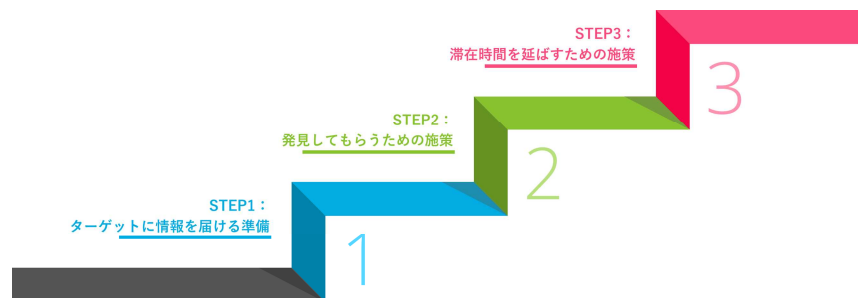 STEP3：
滞在時間を延ばすための施策
3
STEP2：
発見してもらうための施策
2
STEP1：
ターゲットに情報を届ける準備
1